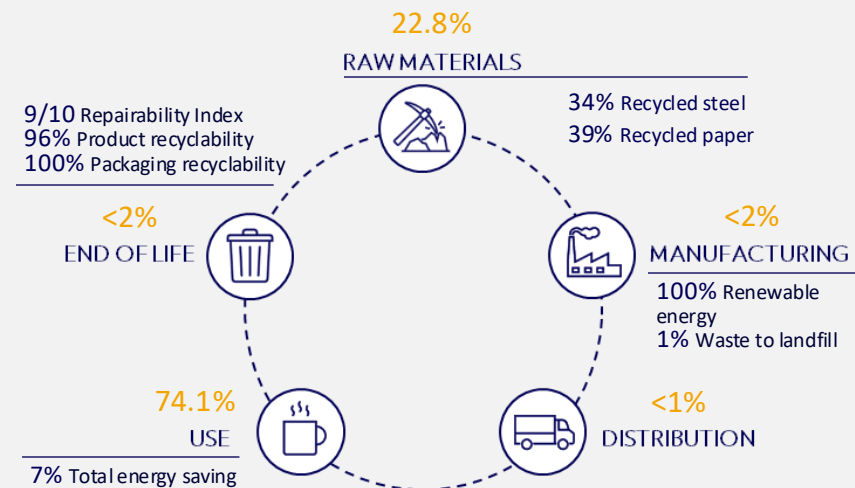 22.8%
RAW MATERIALS
34% Recycled steel
39% Recycled paper
9/10 Repairability Index
96% Product recyclability
100% Packaging recyclability
<2%
END OF LIFE
<2%
MANUFACTURING
100% Renewable
energy
1% Waste to landfill
74.1%
USE
7% Total energy saving
<1%
DISTRIBUTION